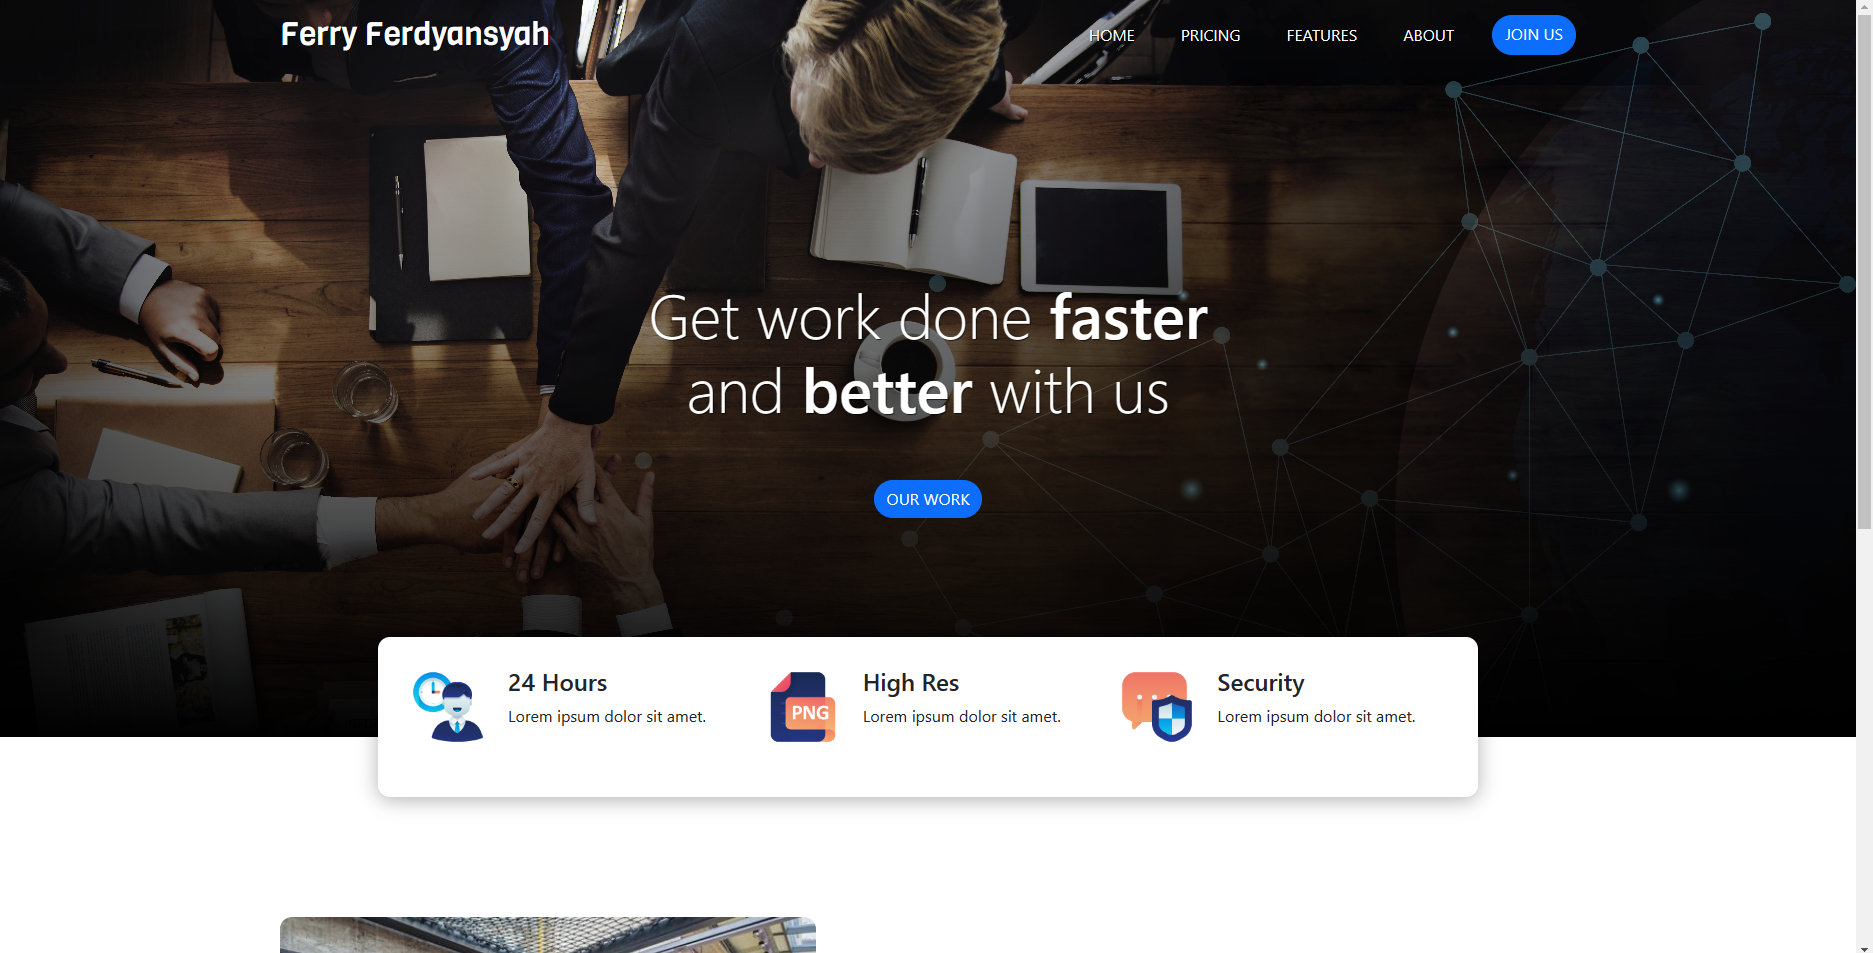 Ferry Ferdyansyah
HOME
PRICING
FEATURES
ABOUT
JOIN US
Get work done faster
and better with us
OUR WORK
24 Hours
Lorem ipsum dolor sit amet.
PNG
High Res
Lorem ipsum dolor sit amet.
Security
Lorem ipsum dolor sit amet.